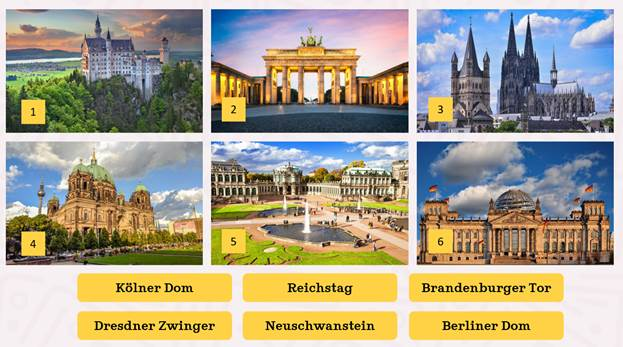 1
2
3
4
5
6
Kölner Dom
Reichstag
Brandenburger Tor
Dresdner Zwinger
Neuschwanstein
Berliner Dom